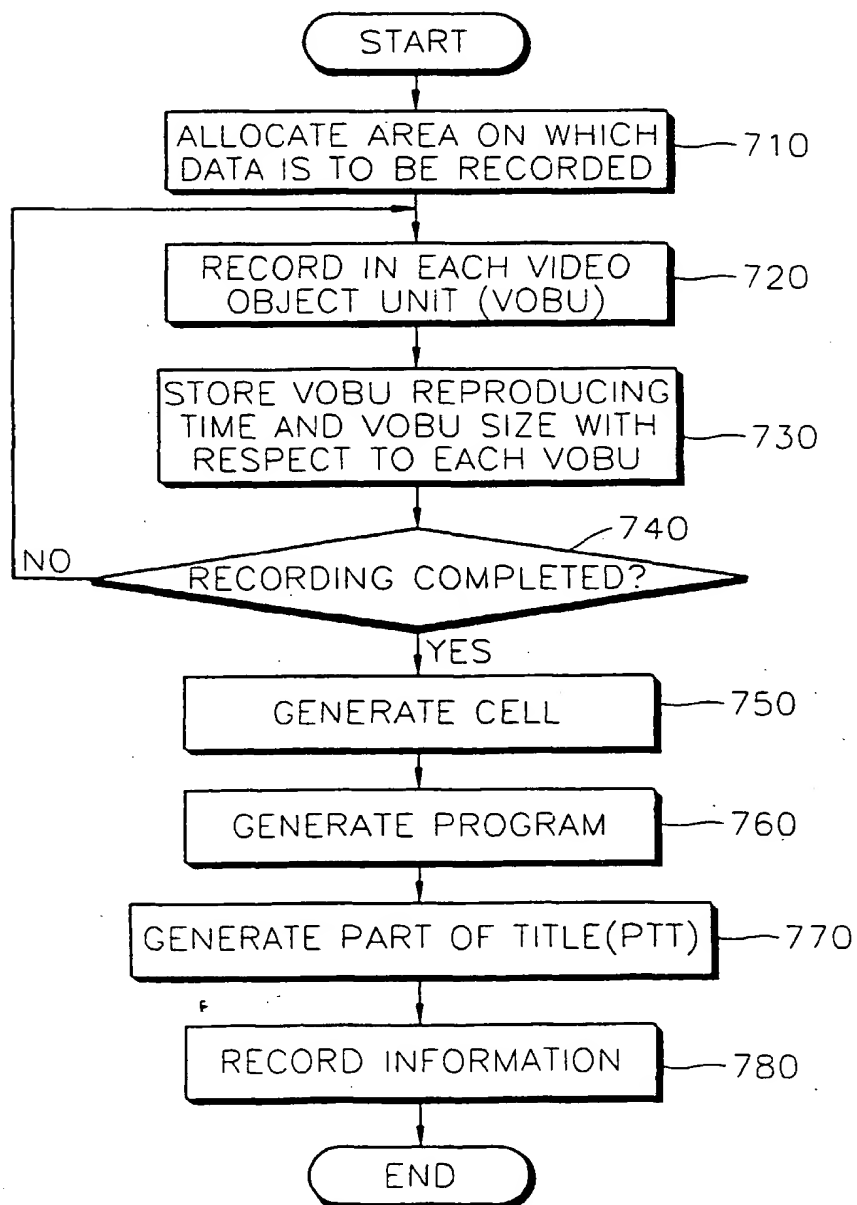 START
ALLOCATE AREA ON WHICH
DATA IS TO BE RECORDED
710
RECORD IN EACH VIDEO
OBJECT UNIT (VOBU)
720
STORE VOBU REPRODUCING
TIME AND VOBU SIZE WITH
RESPECT TO EACH VOBU
730
740
NO
RECORDING COMPLETED?
YES
GENERATE CELL
750
GENERATE PROGRAM
760
GENERATE PART OF TITLE(PTT)
770
RECORD INFORMATION
780
END